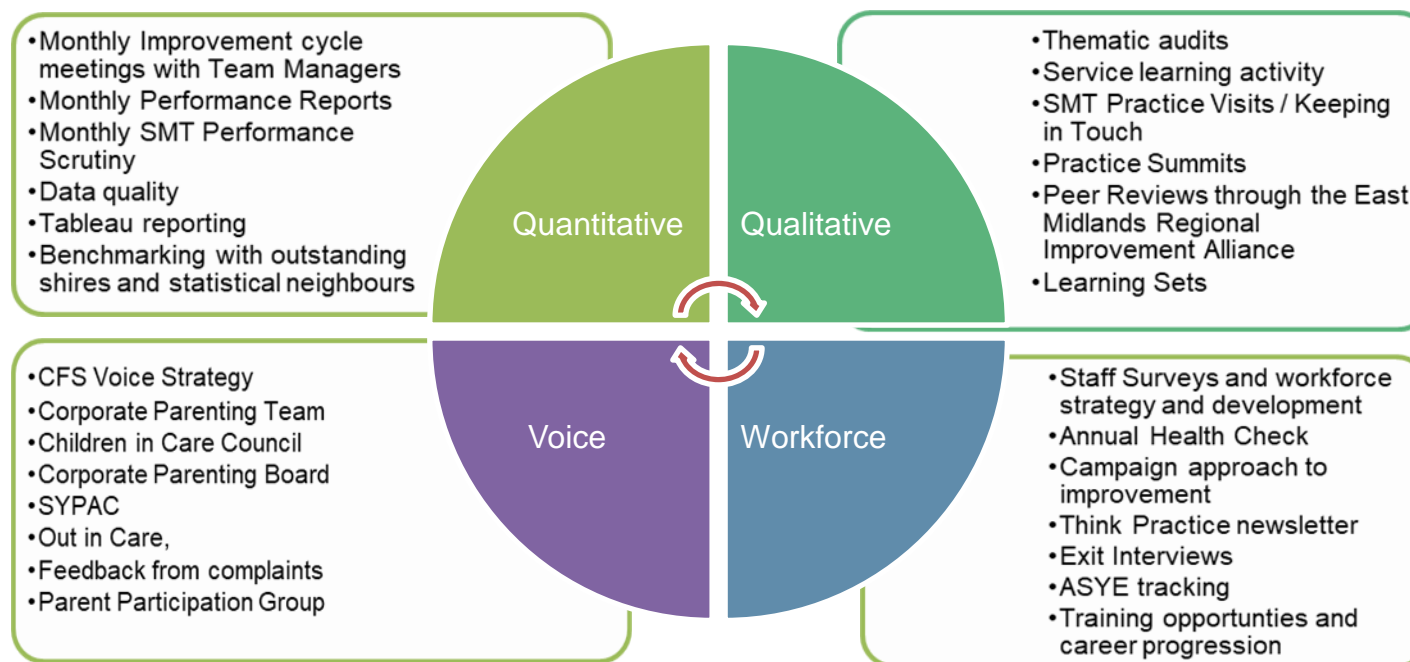 •Monthly Improvement cycle
meetings with Team Managers
•Monthly Performance Reports
•Monthly SMT Performance
Scrutiny
•Data quality
•Tableau reporting
•Benchmarking with outstanding
shires and statistical neighbours
Quantitative
Qualitative
•Thematic audits
•Service learning activity
•SMT Practice Visits / Keeping
in Touch
•Practice Summits
•Peer Reviews through the East
Midlands Regional
Improvement Alliance
•Learning Sets
•CFS Voice Strategy
•Corporate Parenting Team
•Children in Care Council
•Corporate Parenting Board
•SYPAC
•Out in Care,
•Feedback from complaints
•Parent Participation Group
Voice
Workforce
•Staff Surveys and workforce
strategy and development
•Annual Health Check
•Campaign approach to
improvement
•Think Practice newsletter
•Exit Interviews
•ASYE tracking
•Training opportunties and
career progression